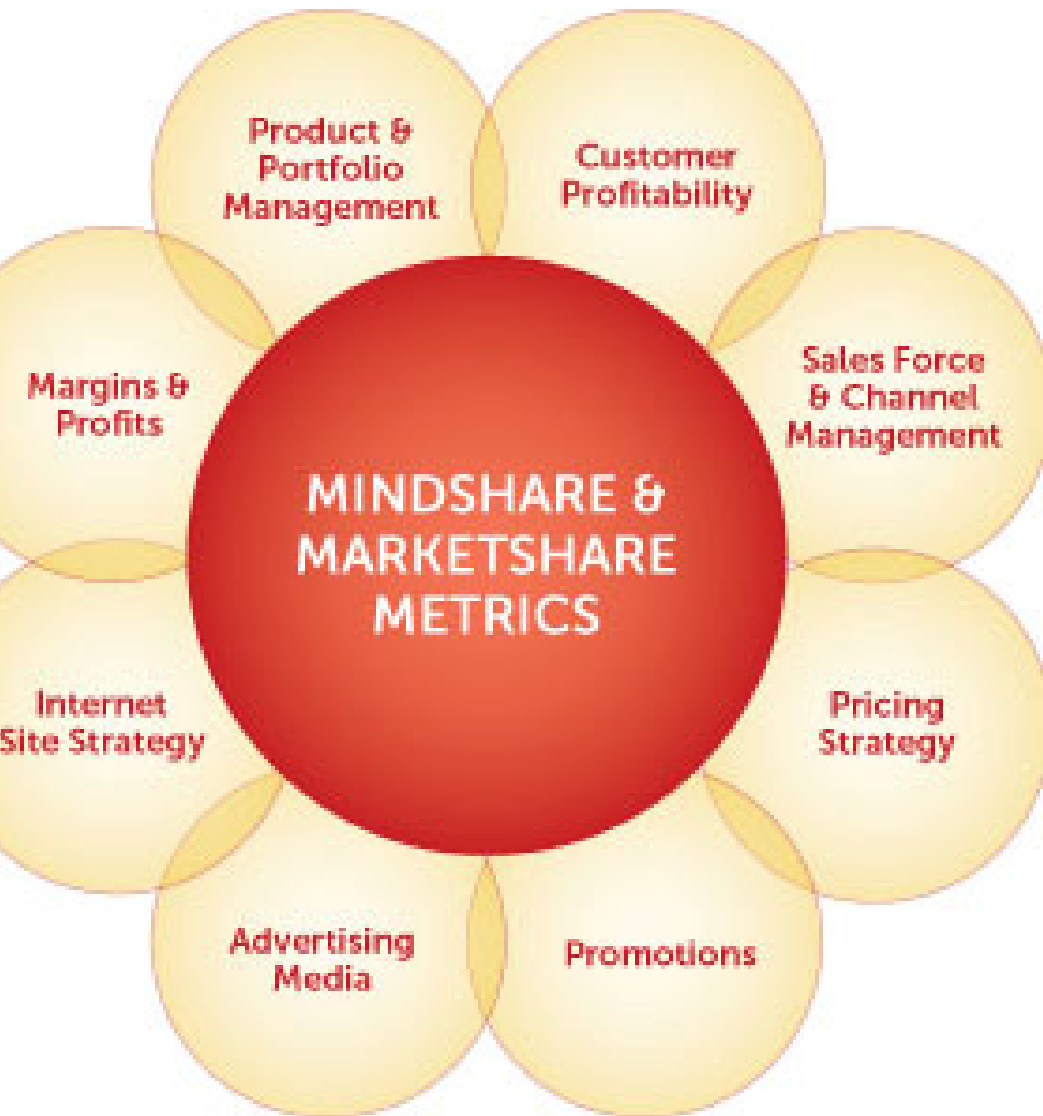 Product &
Portfolio
Management
Customer
Profitability
Sales Force
& Channel
Management
Pricing
Strategy
Promotions
Advertising
Media
Internet
Site Strategy
Margins &
Profits
MINDSHARE &
MARKETSHARE
METRICS